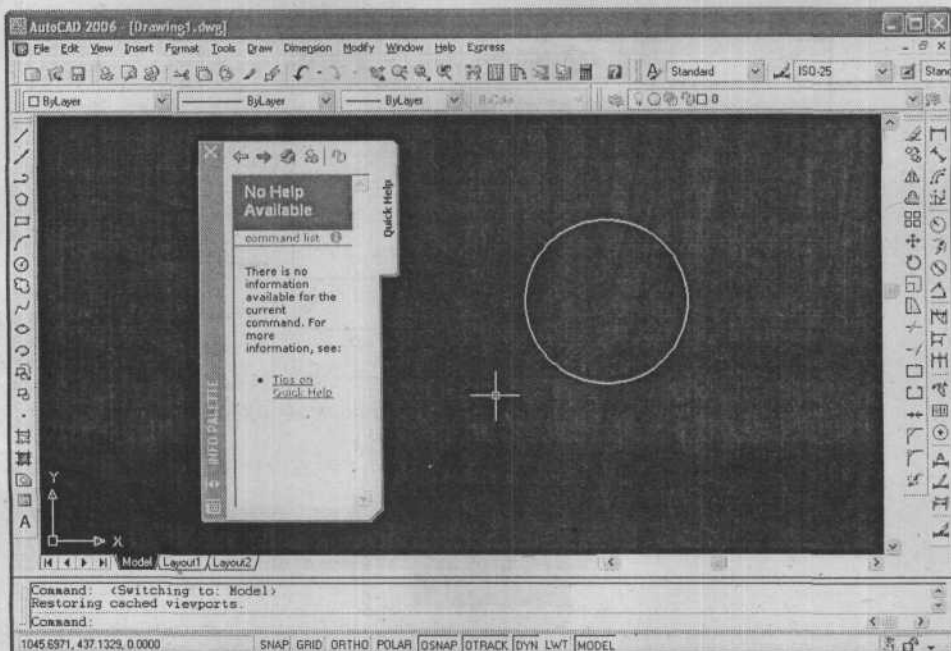 AutoCAD 2006 - [Drawing1.dwg]
File Edit View Insert Format Tools Draw Dimension Modify Window Help Express
Standard ISO-25 Stand
ByLayer ByLayer ByLayer ByColor 0
No Help
Available
command list
There is no
information
available for the
current
command. For
more
information, see:
• Tips on
Quick Help
Quick Help
INFO PALETTE
Y
X
A
Model Layout1 Layout2
Command: <Switching to: Model>
Restoring cached viewports.
Command:
1045.6971, 437.1329, 0.0000 SNAP GRID ORTHO POLAR OSNAP OTRACK DYN LWT MODEL